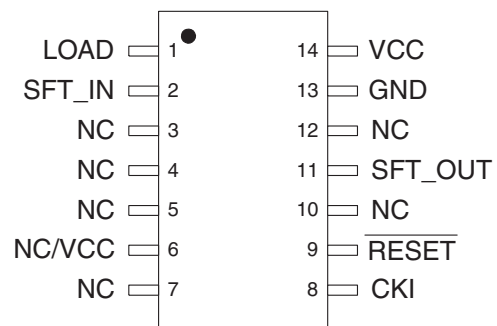 LOAD 1 14 VCC
SFT_IN 2 13 GND
NC 3 12 NC
NC 4 11 SFT_OUT
NC 5 10 NC
NC/VCC 6 9 RESET
NC 7 8 CKI